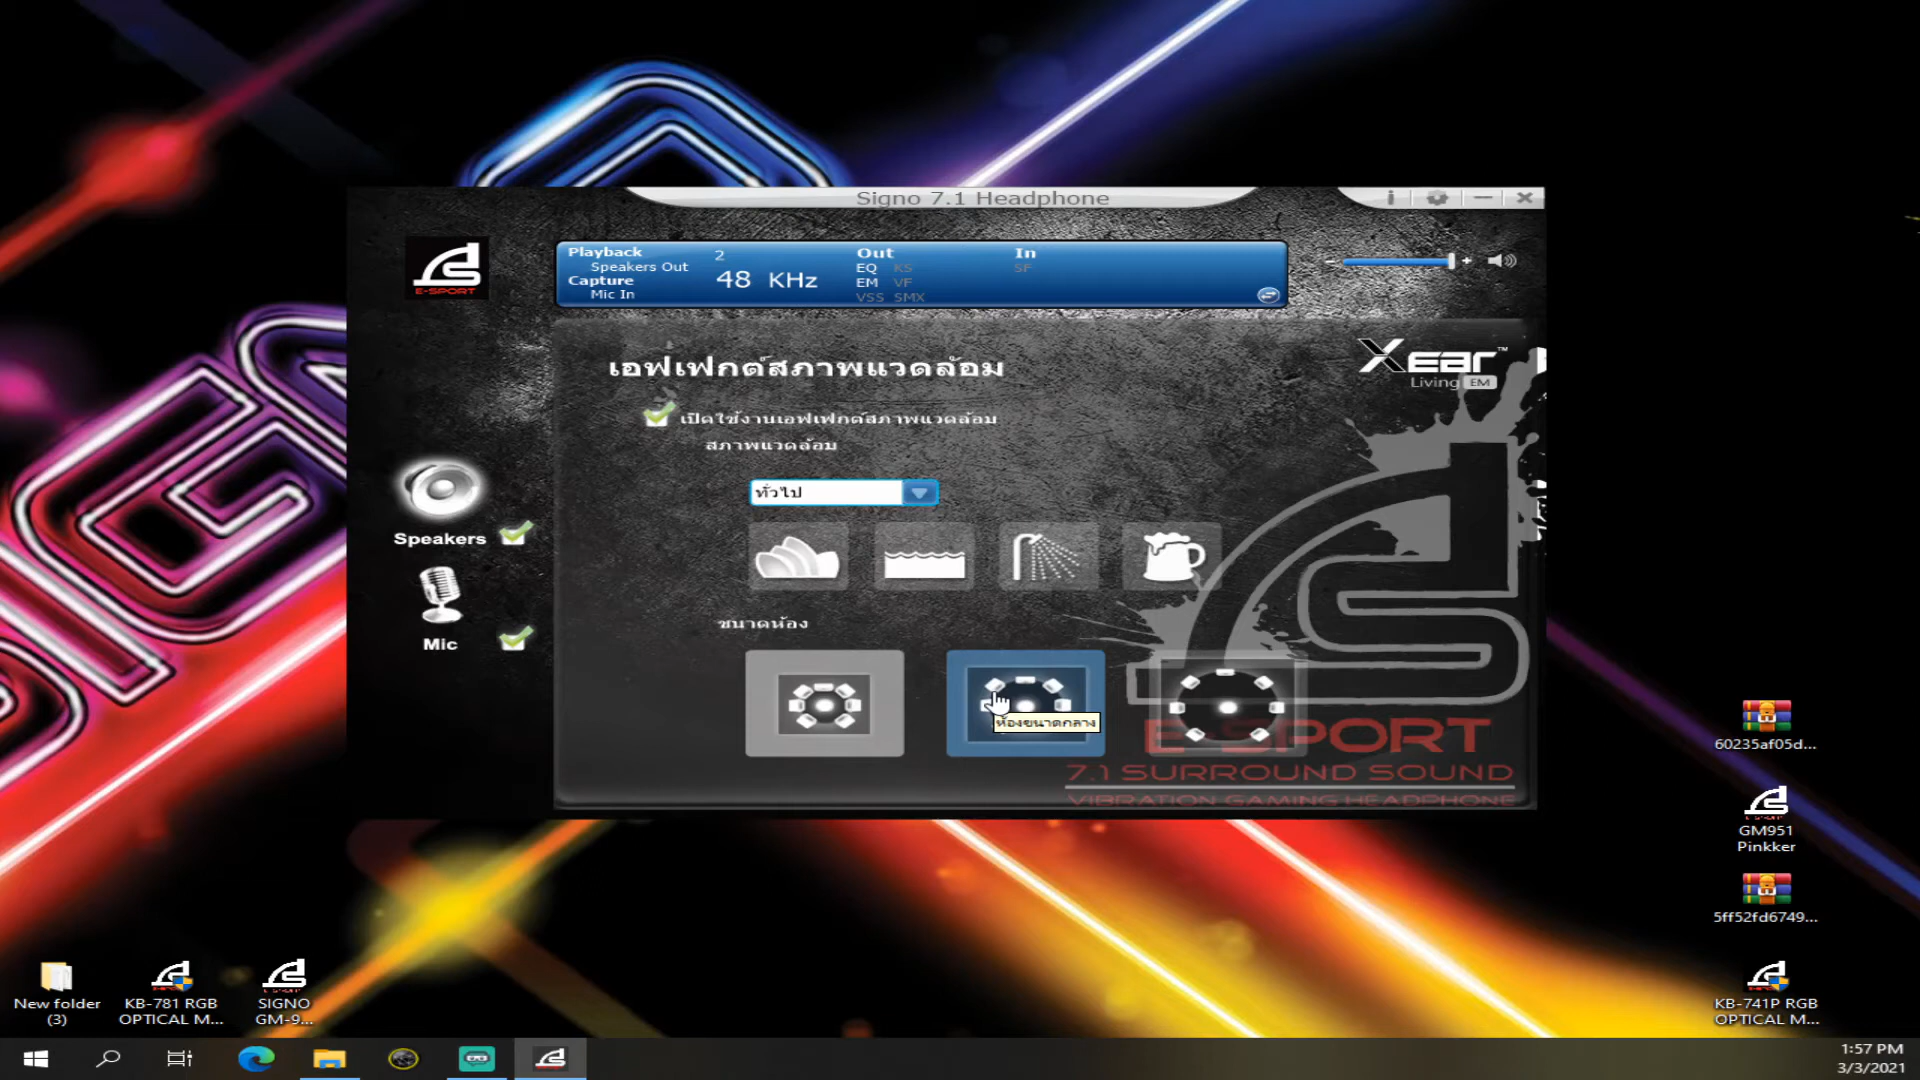 Signo 7.1 Headphone
Playback
Speakers Out
Capture
Mic In
2
48 KHz
Out
EQ KS
EM VF
VSS SMX
In
SF
E-SPORT
เอฟเฟกต์สภาพแวดล้อม
Xear™
Living EM
เปิดใช้งานเอฟเฟกต์สภาพแวดล้อม
สภาพแวดล้อม
ทั่วไป
Speakers
Mic
ขนาดห้อง
ห้องขนาดกลาง
E-SPORT
7.1 SURROUND SOUND
VIBRATION GAMING HEADPHONE
60235af05d...
GM951
Pinkker
5ff52fd6749...
KB-741P RGB
OPTICAL M...
New folder
(3)
KB-781 RGB
OPTICAL M...
SIGNO
GM-9...
1:57 PM
3/3/2021